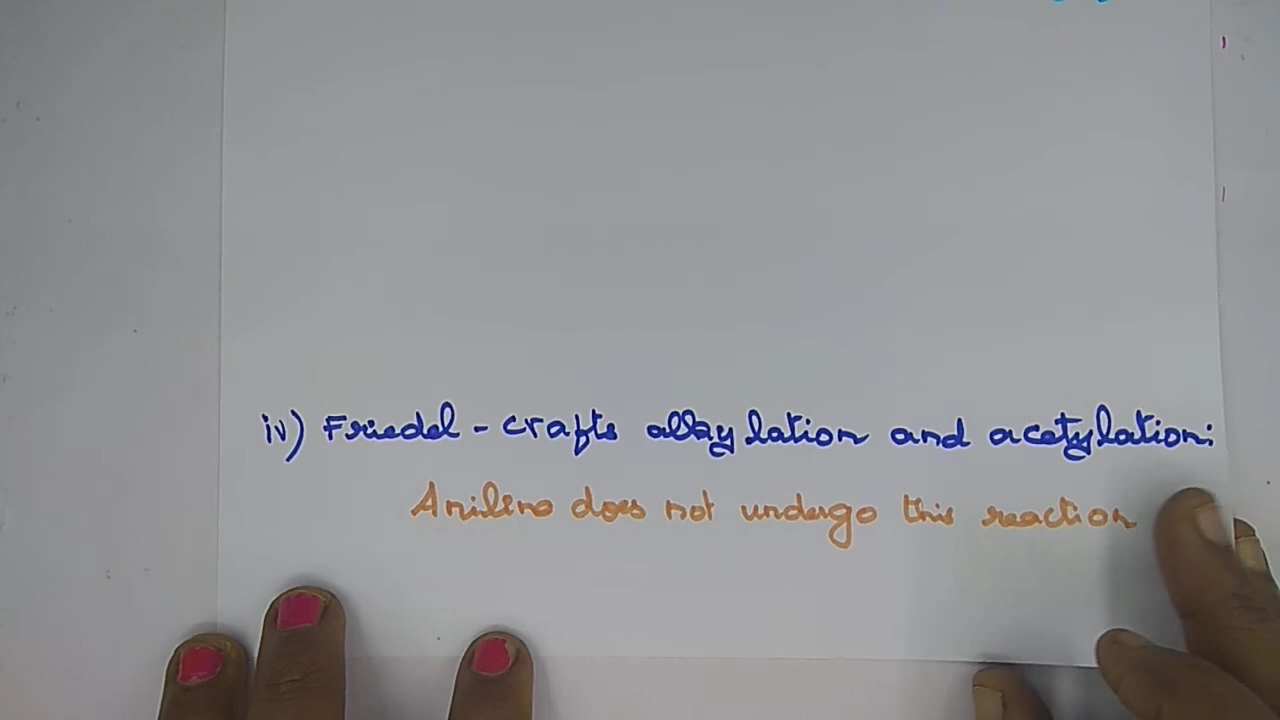 iv) Friedel - crafts alkylation and acetylation:
Aniline does not undergo this reaction